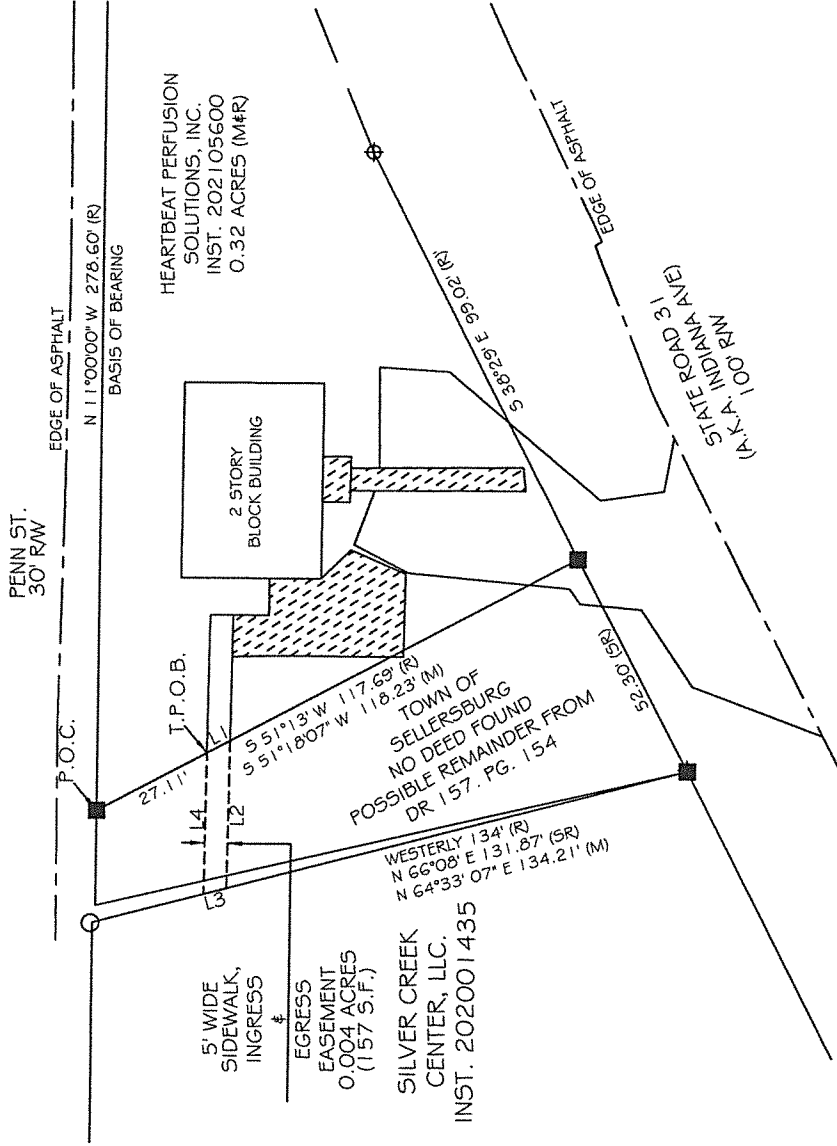 PENN ST.
30' R/W
EDGE OF ASPHALT
N 11°00'00" W 278.60' (R)
BASIS OF BEARING
P.O.C.
HEARTBEAT PERFUSION
SOLUTIONS, INC.
INST. 202105600
0.32 ACRES (M&R)
2 STORY
BLOCK BUILDING
T.P.O.B.
27.11'
L1
L4
L2
L3
S 51°13' W 117.69' (R)
S 51°18'07" W 118.23' (M)
TOWN OF
SELLERSBURG
NO DEED FOUND
POSSIBLE REMAINDER FROM
DR 157. PG. 154
S 38°29' E 99.02' (R)'
EDGE OF ASPHALT
STATE ROAD 31
(A.K.A. INDIANA AVE)
100' R/W
52.30' (SR)
WESTERLY 134' (R)
N 66°08' E 131.87' (SR)
N 64°33' 07" E 134.21' (M)
5' WIDE
SIDEWALK,
INGRESS
&
EGRESS
EASEMENT
0.004 ACRES
(157 S.F.)
SILVER CREEK
CENTER, LLC.
INST. 202001435